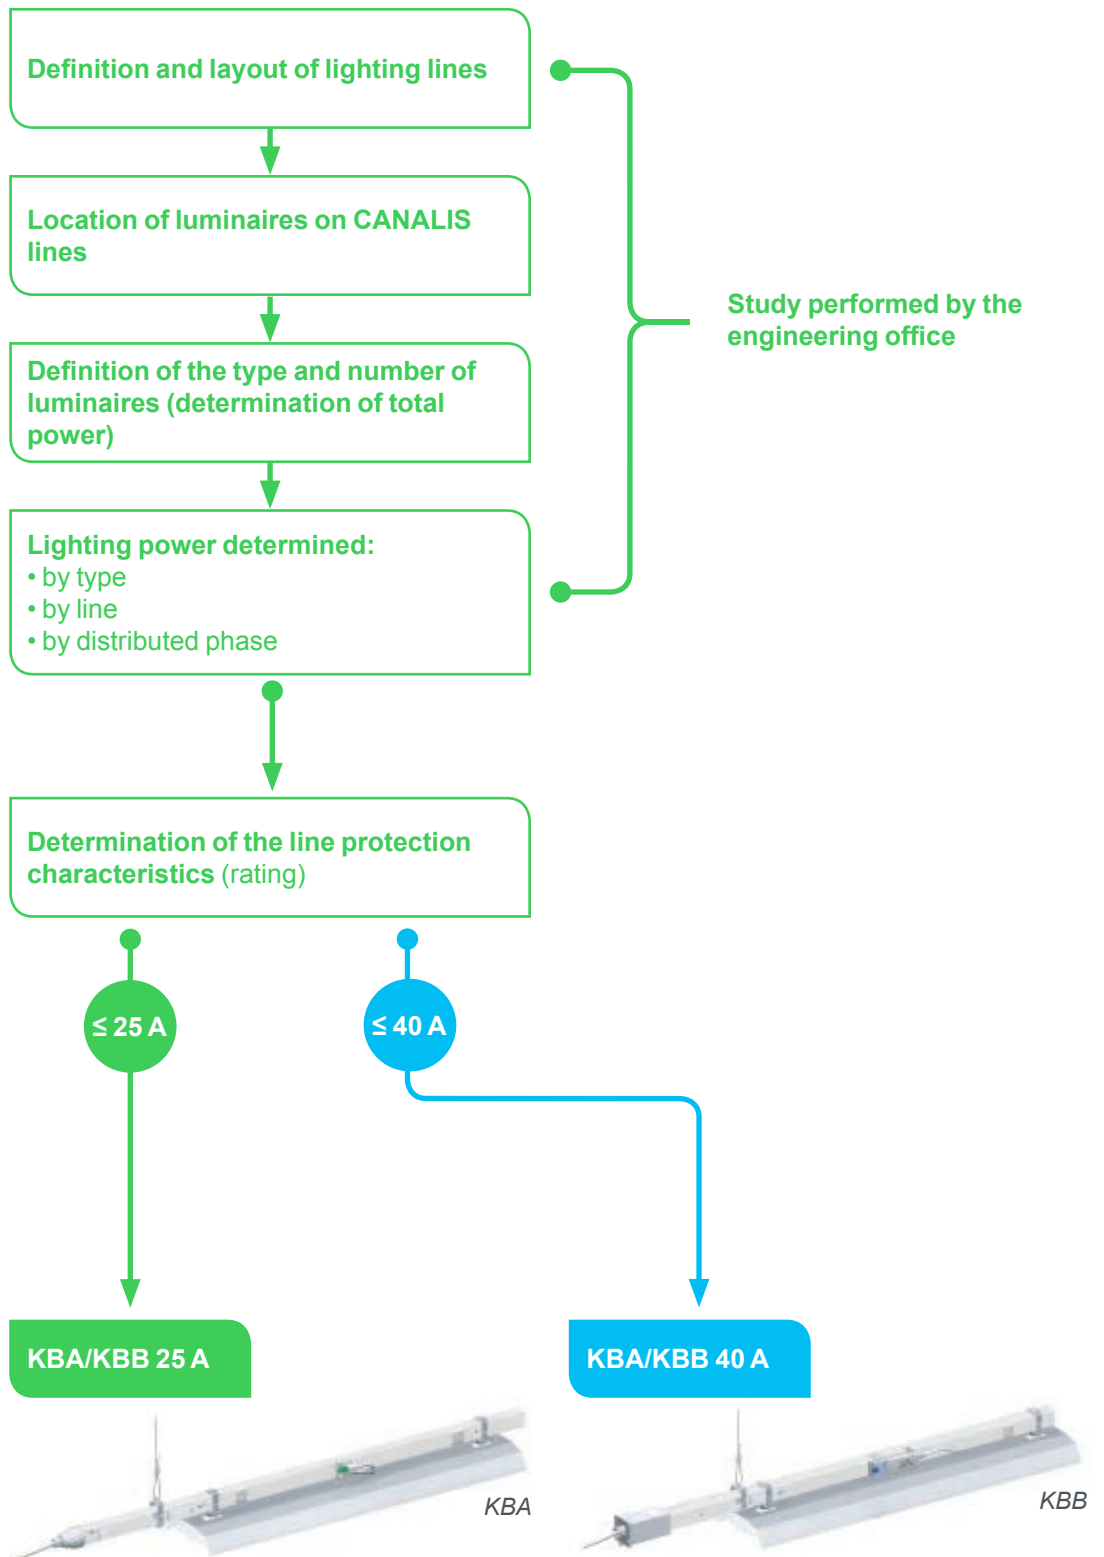 Definition and layout of lighting lines
Location of luminaires on CANALIS
lines
Definition of the type and number of
luminaires (determination of total
power)
Lighting power determined:
• by type
• by line
• by distributed phase
Study performed by the
engineering office
Determination of the line protection
characteristics (rating)
≤ 25 A
≤ 40 A
KBA/KBB 25 A
KBA/KBB 40 A
KBA
KBB